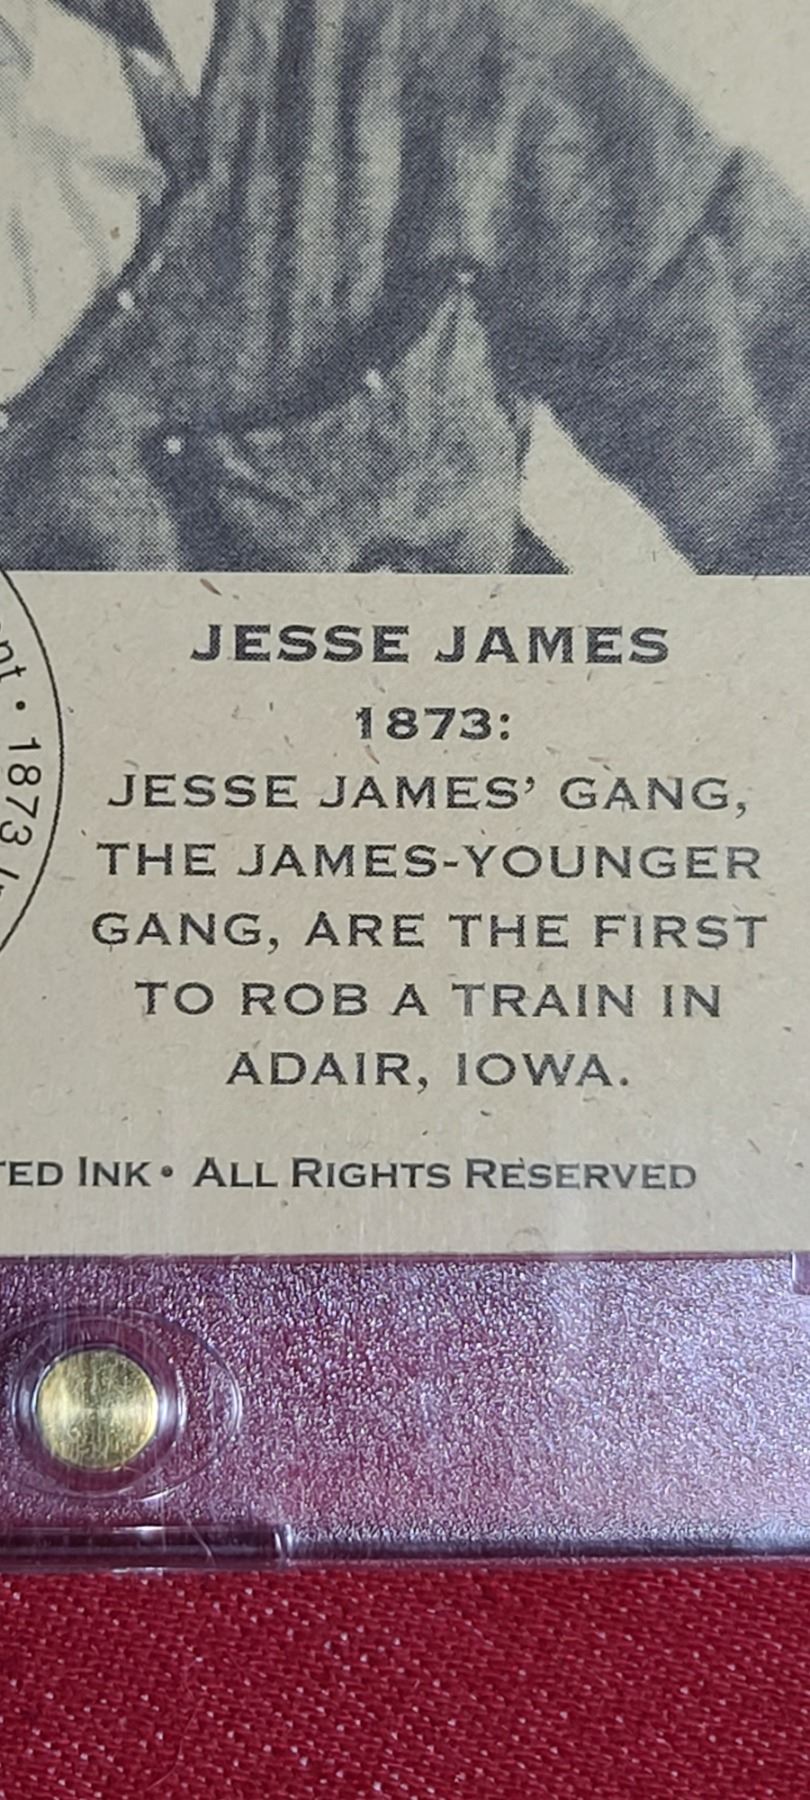 JESSE JAMES
1873:
JESSE JAMES' GANG,
THE JAMES-YOUNGER
GANG, ARE THE FIRST
TO ROB A TRAIN IN
ADAIR, IOWA.
nt • 1873
TED INK • ALL RIGHTS RESERVED